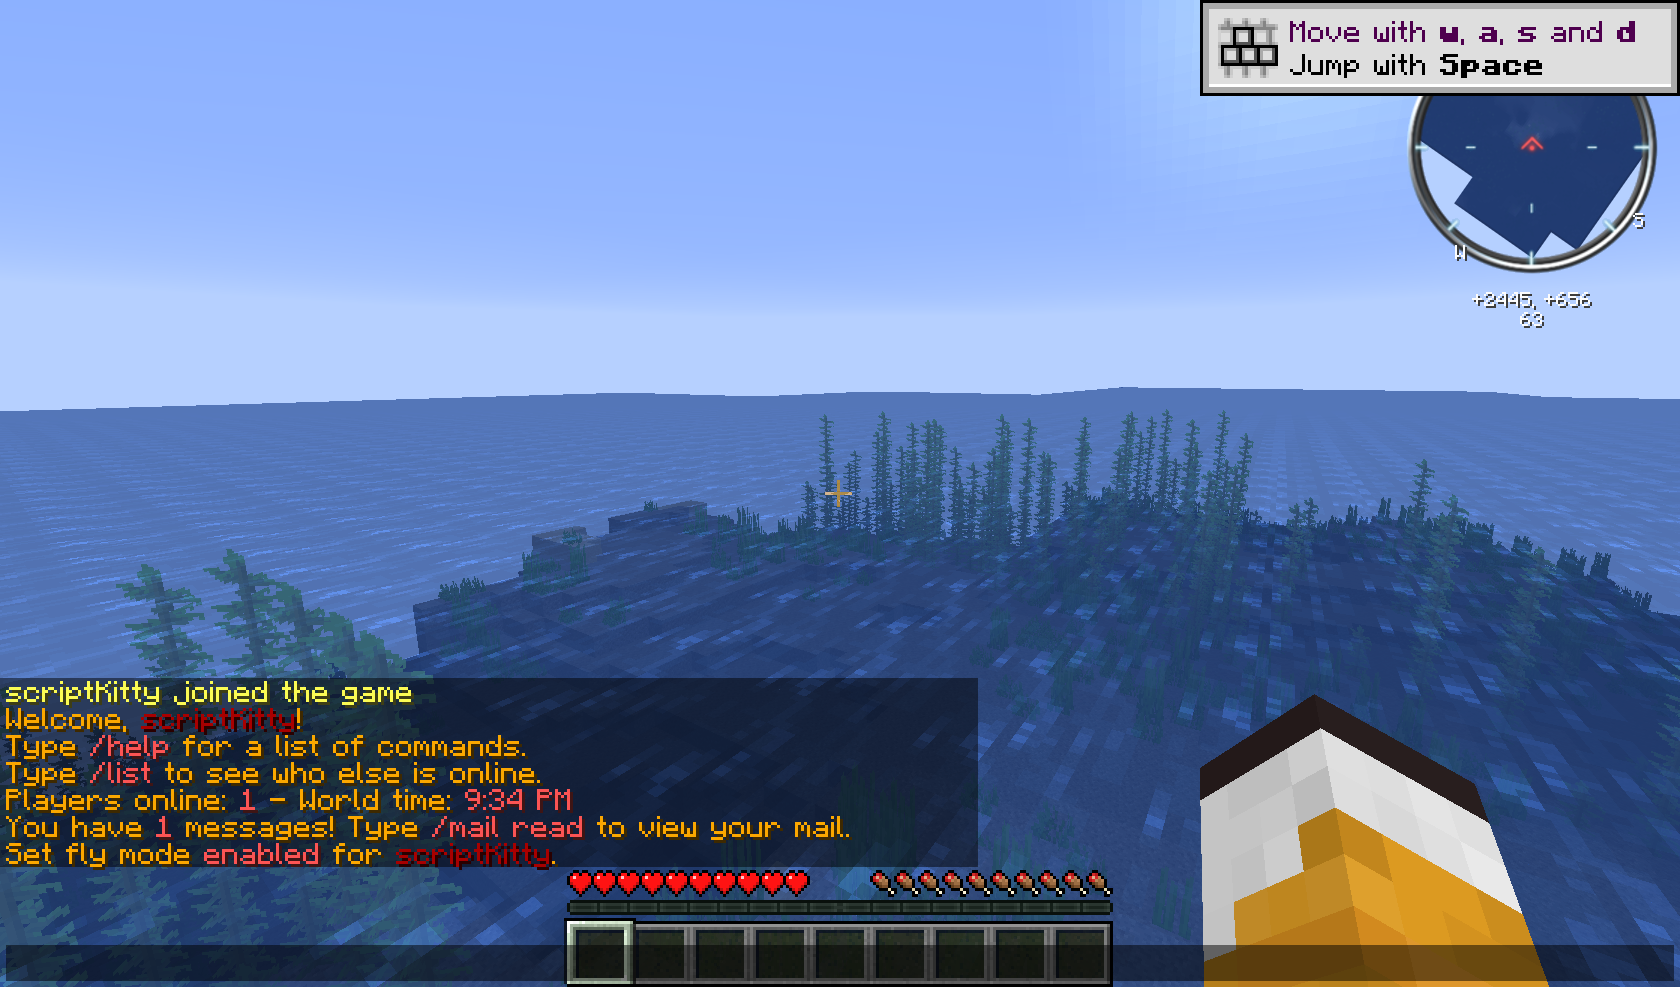 Move with w, a, s and d
Jump with Space
S
W
+2445, +656
63
scriptKitty joined the game
Welcome, scriptKitty!
Type /help for a list of commands.
Type /list to see who else is online.
Players online: 1 - World time: 9:34 PM
You have 1 messages! Type /mail read to view your mail.
Set fly mode enabled for scriptKitty.